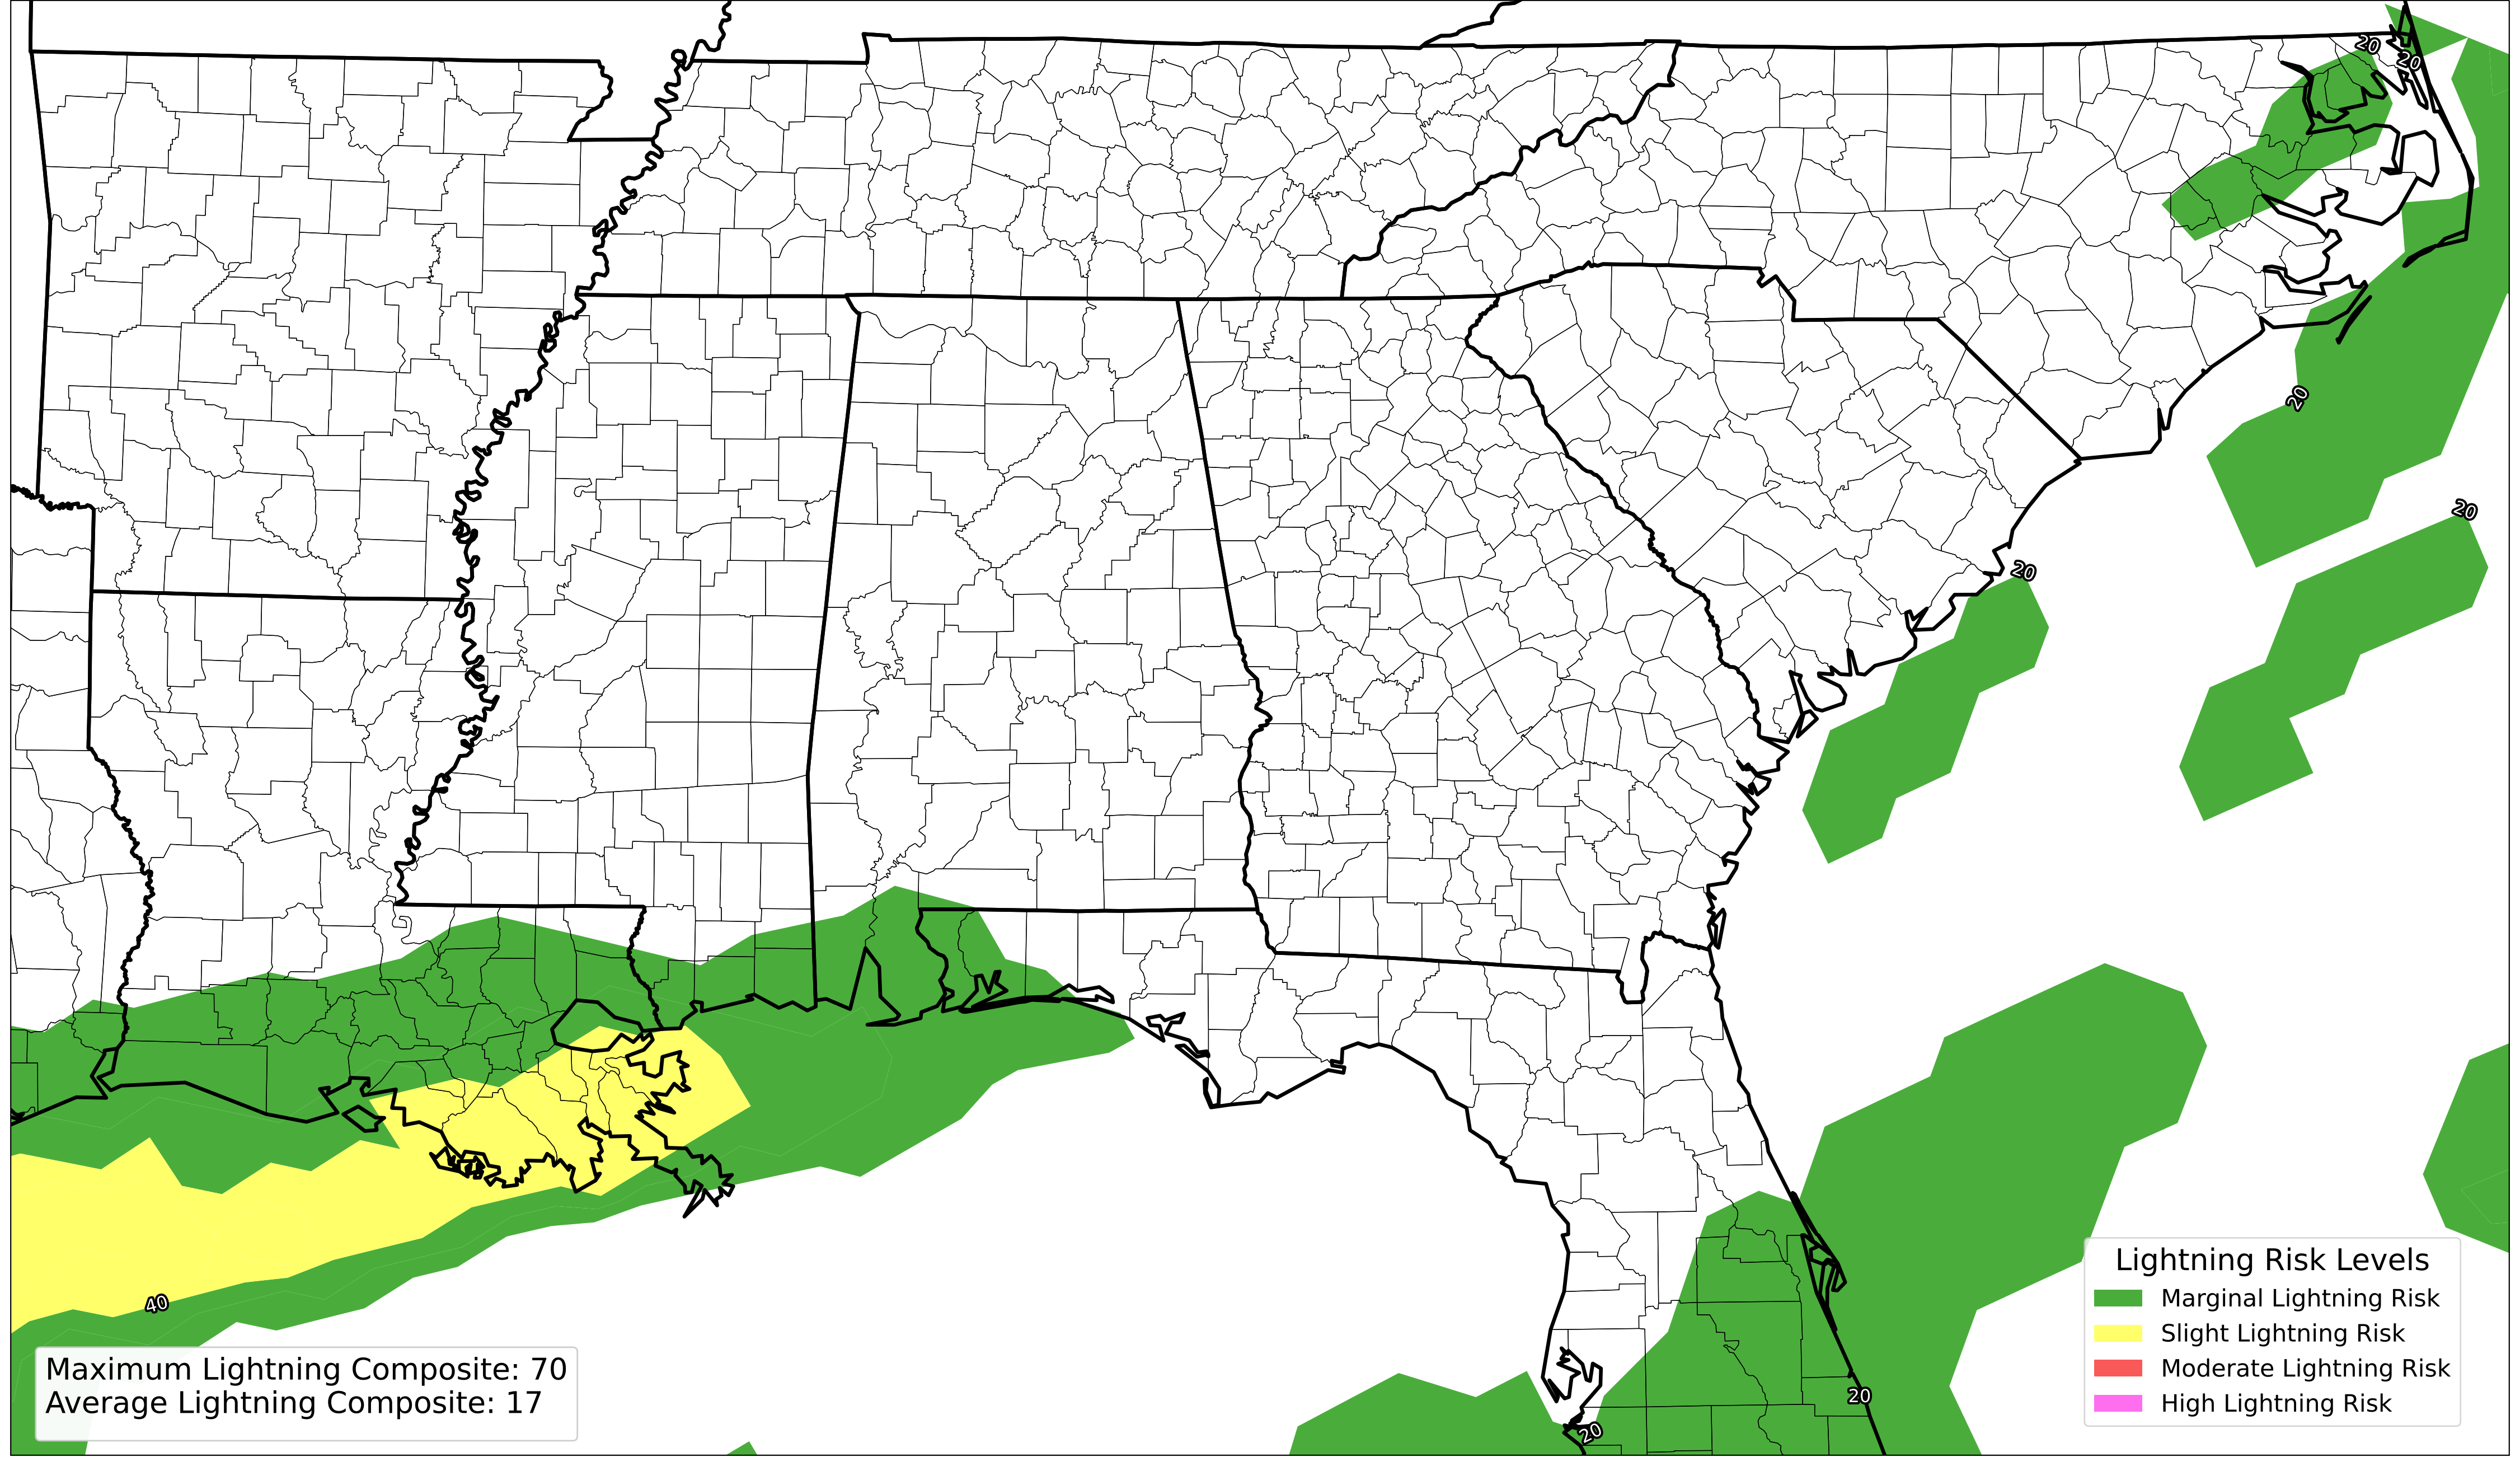 20
20
20
20
20
40
Lightning Risk Levels
Marginal Lightning Risk
Slight Lightning Risk
Moderate Lightning Risk
High Lightning Risk
Maximum Lightning Composite: 70
Average Lightning Composite: 17
20
20